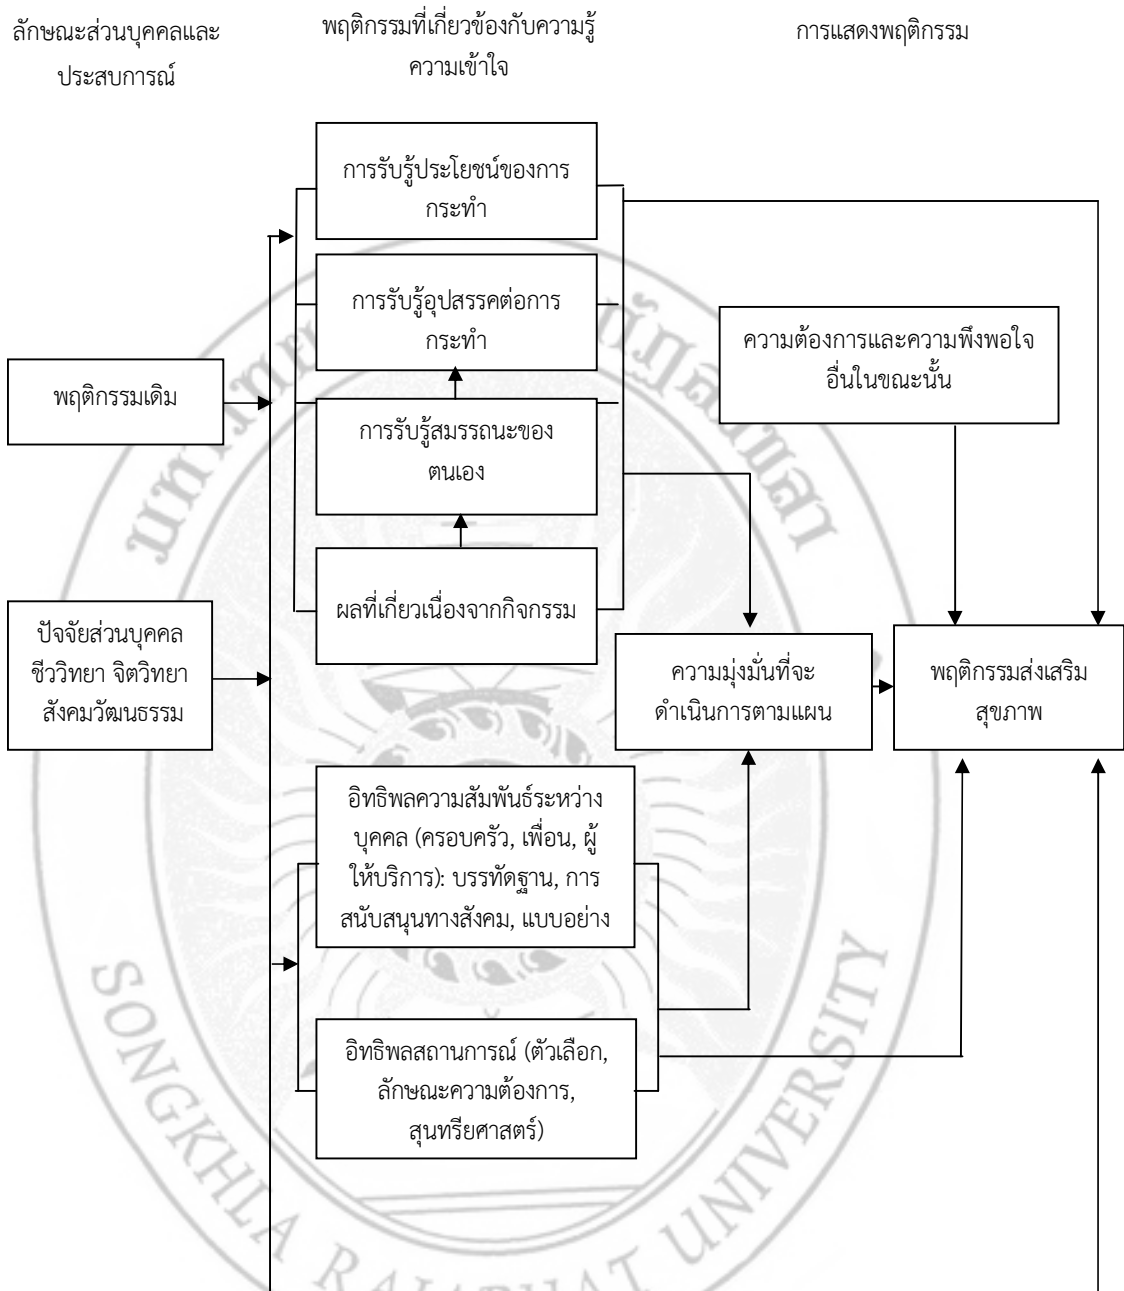 ลักษณะส่วนบุคคลและ
ประสบการณ์
พฤติกรรมที่เกี่ยวข้องกับความรู้
ความเข้าใจ
การแสดงพฤติกรรม
การรับรู้ประโยชน์ของการ
กระทำ
การรับรู้อุปสรรคต่อการ
กระทำ
ความต้องการและความพึงพอใจ
อื่นในขณะนั้น
พฤติกรรมเดิม
การรับรู้สมรรถนะของ
ตนเอง
ผลที่เกี่ยวเนื่องจากกิจกรรม
ปัจจัยส่วนบุคคล
ชีววิทยา จิตวิทยา
สังคมวัฒนธรรม
ความมุ่งมั่นที่จะ
ดำเนินการตามแผน
พฤติกรรมส่งเสริม
สุขภาพ
อิทธิพลความสัมพันธ์ระหว่าง
บุคคล (ครอบครัว, เพื่อน, ผู้
ให้บริการ): บรรทัดฐาน, การ
สนับสนุนทางสังคม, แบบอย่าง
อิทธิพลสถานการณ์ (ตัวเลือก,
ลักษณะความต้องการ,
สุนทรียศาสตร์)
SONGKHLA RAJABHAT UNIVERSITY